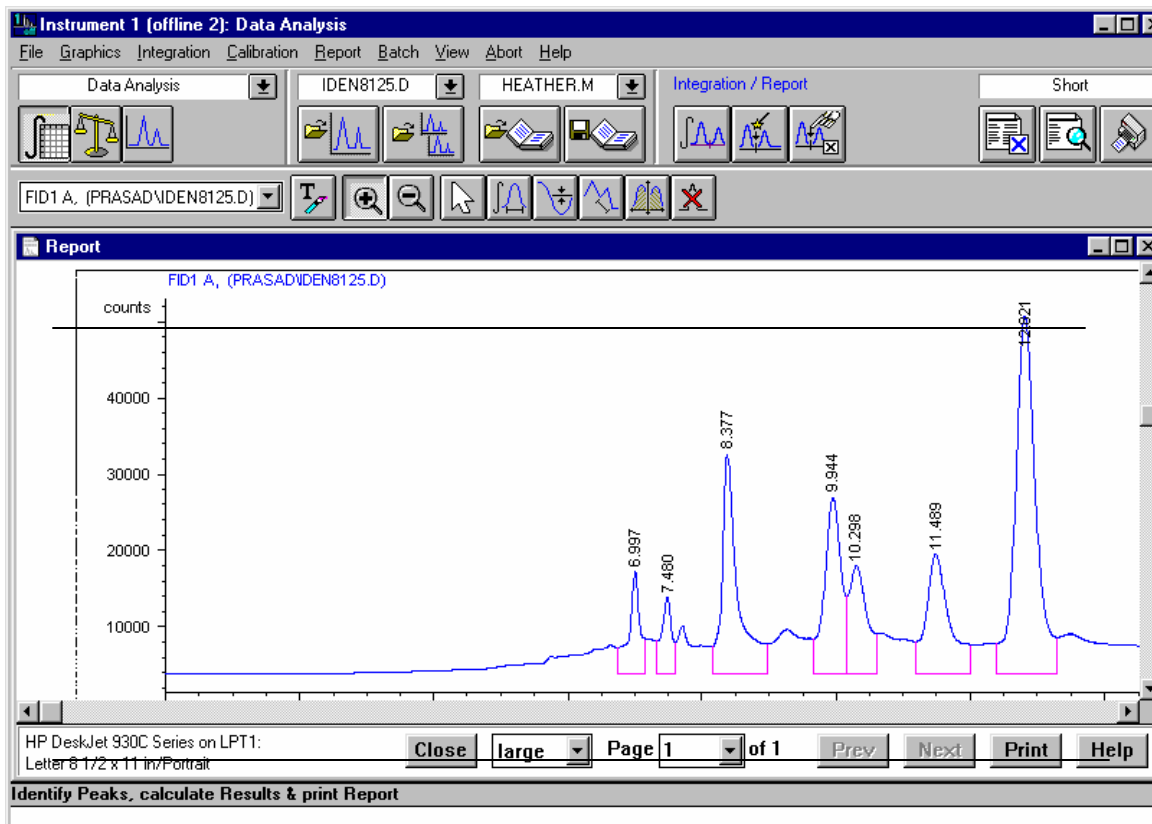 Instrument 1 (offline 2): Data Analysis
File Graphics Integration Calibration Report Batch View Abort Help
Data Analysis IDEN8125.D HEATHER.M Integration / Report Short
FID1 A, (PRASAD\IDEN8125.D) T
Report
FID1 A, (PRASAD\IDEN8125.D)
counts
40000
30000
20000
10000
6.997
7.480
8.377
9.944
10.298
11.489
HP DeskJet 930C Series on LPT1:
Letter 8 1/2 x 11 in/Portrait
Close large Page 1 of 1 Prev Next Print Help
Identify Peaks, calculate Results & print Report